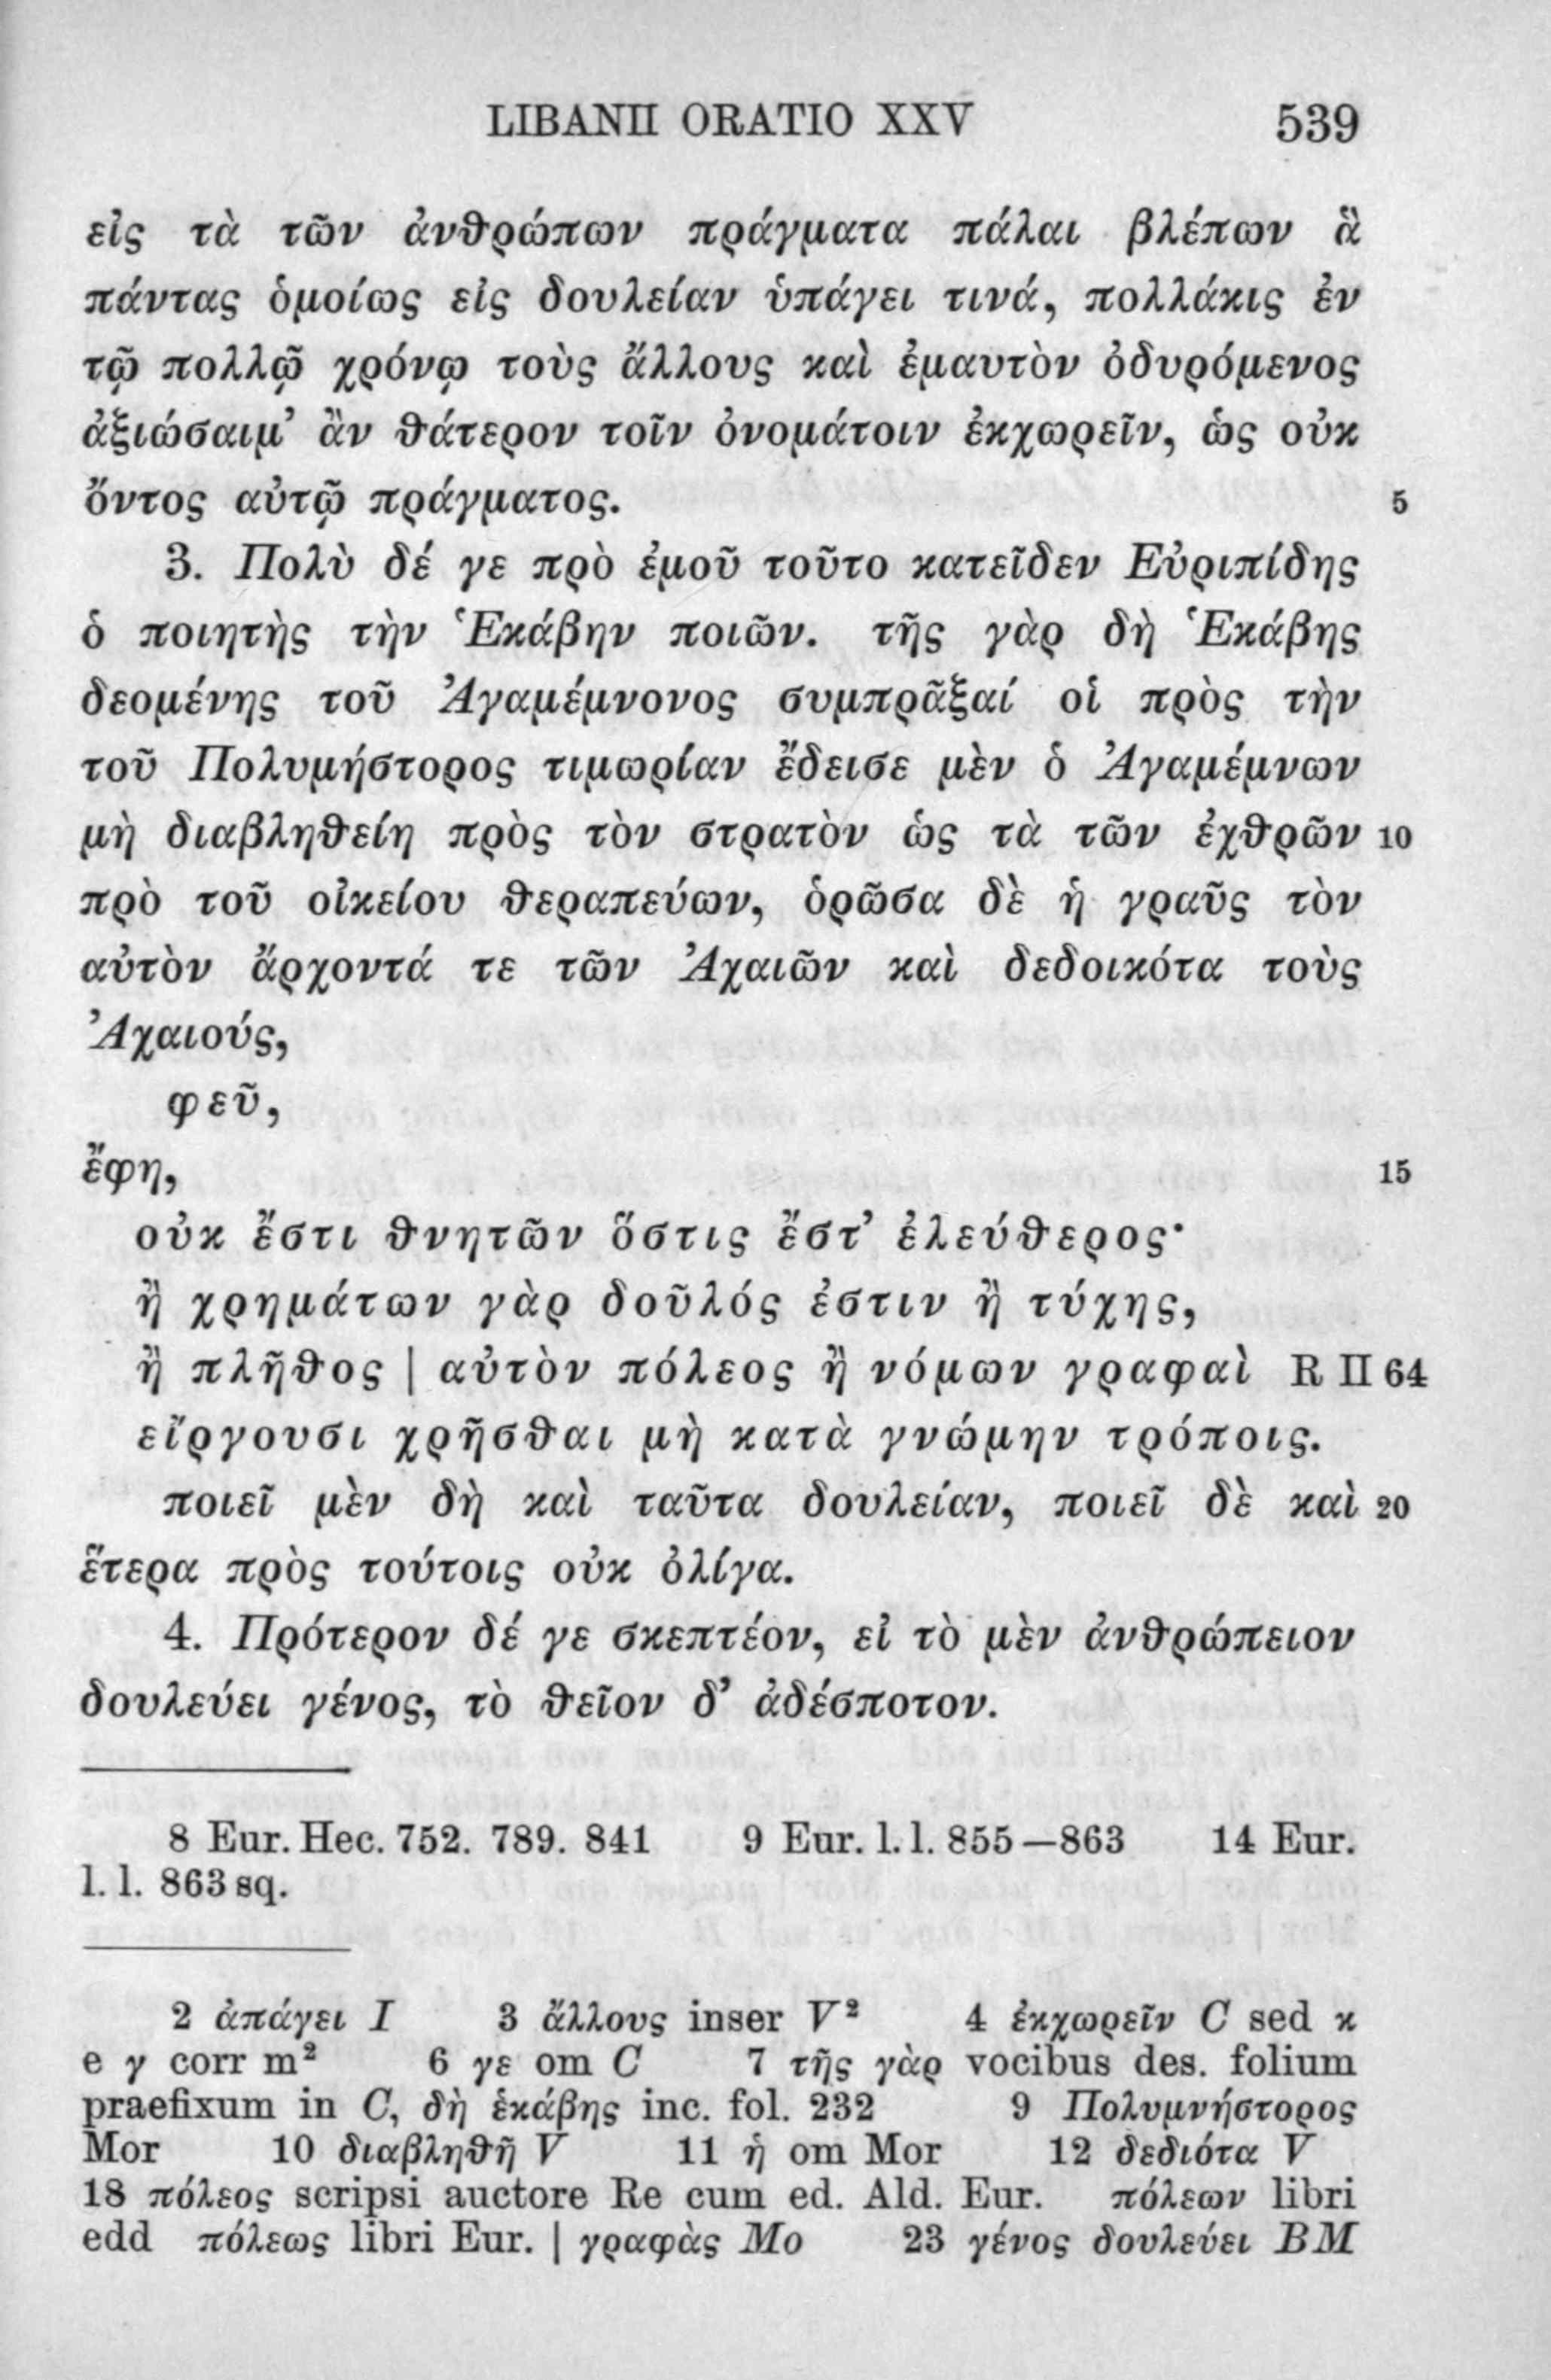 LIBANII ORATIO XXV 539
εἰς τὰ τῶν ἀνθρώπων πράγματα πάλαι βλέπων ἃ
πάντας ὁμοίως εἰς δουλείαν ὑπάγει τινά, πολλάκις ἐν
τῷ πολλῷ χρόνῳ τοὺς ἄλλους καὶ ἐμαυτὸν ὀδυρόμενος
ἀξιώσαιμ’ ἂν θάτερον τοῖν ὀνομάτοιν ἐκχωρεῖν, ὡς οὐκ
ὄντος αὐτῷ πράγματος. 5
3. Πολὺ δέ γε πρὸ ἐμοῦ τοῦτο κατεῖδεν Εὐριπίδης
ὁ ποιητὴς τὴν Ἑκάβην ποιῶν. τῆς γὰρ δὴ Ἑκάβης
δεομένης τοῦ Ἀγαμέμνονος συμπρᾶξαί οἱ πρὸς τὴν
τοῦ Πολυμήστορος τιμωρίαν ἔδεισε μὲν ὁ Ἀγαμέμνων
μὴ διαβληθείη πρὸς τὸν στρατὸν ὡς τὰ τῶν ἐχθρῶν 10
πρὸ τοῦ οἰκείου θεραπεύων, ὁρῶσα δὲ ἡ γραῦς τὸν
αὐτὸν ἄρχοντά τε τῶν Ἀχαιῶν καὶ δεδοικότα τοὺς
Ἀχαιούς,
φεῦ,
ἔφη, 15
οὐκ ἔστι θνητῶν ὅστις ἔστ’ ἐλεύθερος·
ἢ χρημάτων γὰρ δοῦλός ἐστιν ἢ τύχης,
ἢ πλῆθος | αὐτὸν πόλεος ἢ νόμων γραφαὶ R II 64
εἴργουσι χρῆσθαι μὴ κατὰ γνώμην τρόποις.
ποιεῖ μὲν δὴ καὶ ταῦτα δουλείαν, ποιεῖ δὲ καὶ 20
ἕτερα πρὸς τούτοις οὐκ ὀλίγα.
4. Πρότερον δέ γε σκεπτέον, εἰ τὸ μὲν ἀνθρώπειον
δουλεύει γένος, τὸ θεῖον δ’ ἀδέσποτον.
8 Eur. Hec. 752. 789. 841 9 Eur. l. l. 855—863 14 Eur.
l. l. 863 sq.
2 ἀπάγει I 3 ἄλλους inser V² 4 ἐκχωρεῖν C sed κ
e γ corr m² 6 γε om C 7 τῆς γὰρ vocibus des. folium
praefixum in C, δὴ ἑκάβης inc. fol. 232 9 Πολυμνήστορος
Mor 10 διαβληθῆ V 11 ἡ om Mor 12 δεδιότα V
18 πόλεος scripsi auctore Re cum ed. Ald. Eur. πόλεων libri
edd πόλεως libri Eur. | γραφὰς Mo 23 γένος δουλεύει BM